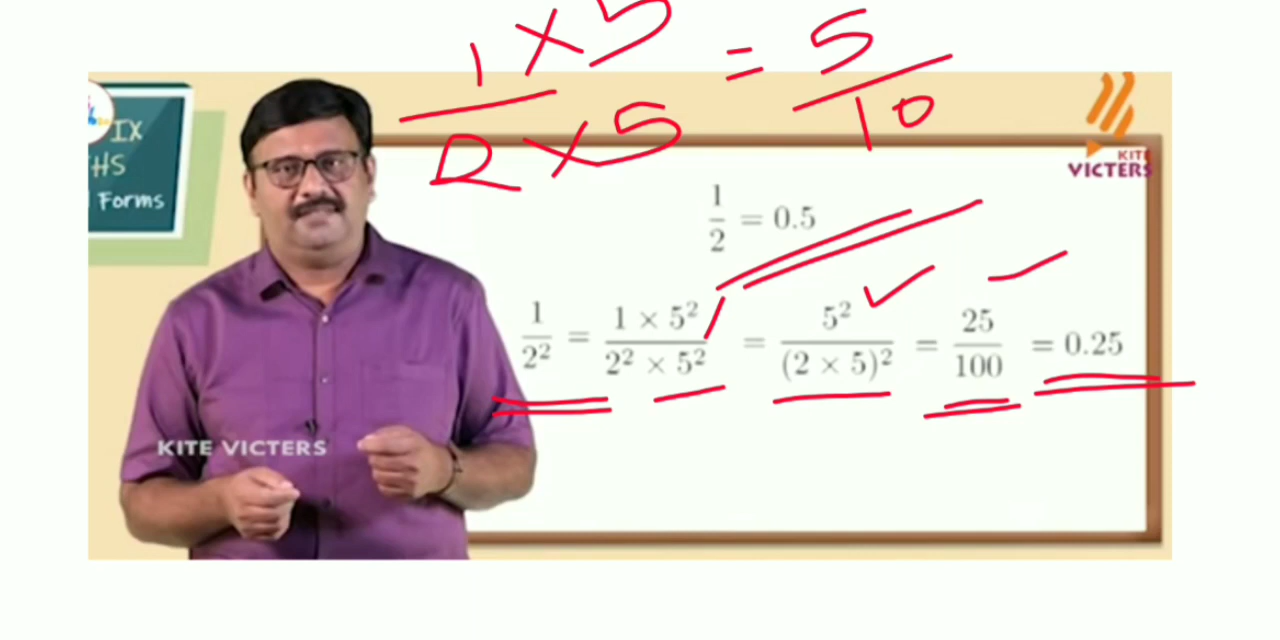 1 × 5 / 2 × 5 = 5 / 10
IX
HS
Forms
KITE
VICTERS
1/2 = 0.5
1/2² = 1 × 5² / 2² × 5² = 5² / (2 × 5)² = 25/100 = 0.25
KITE VICTERS